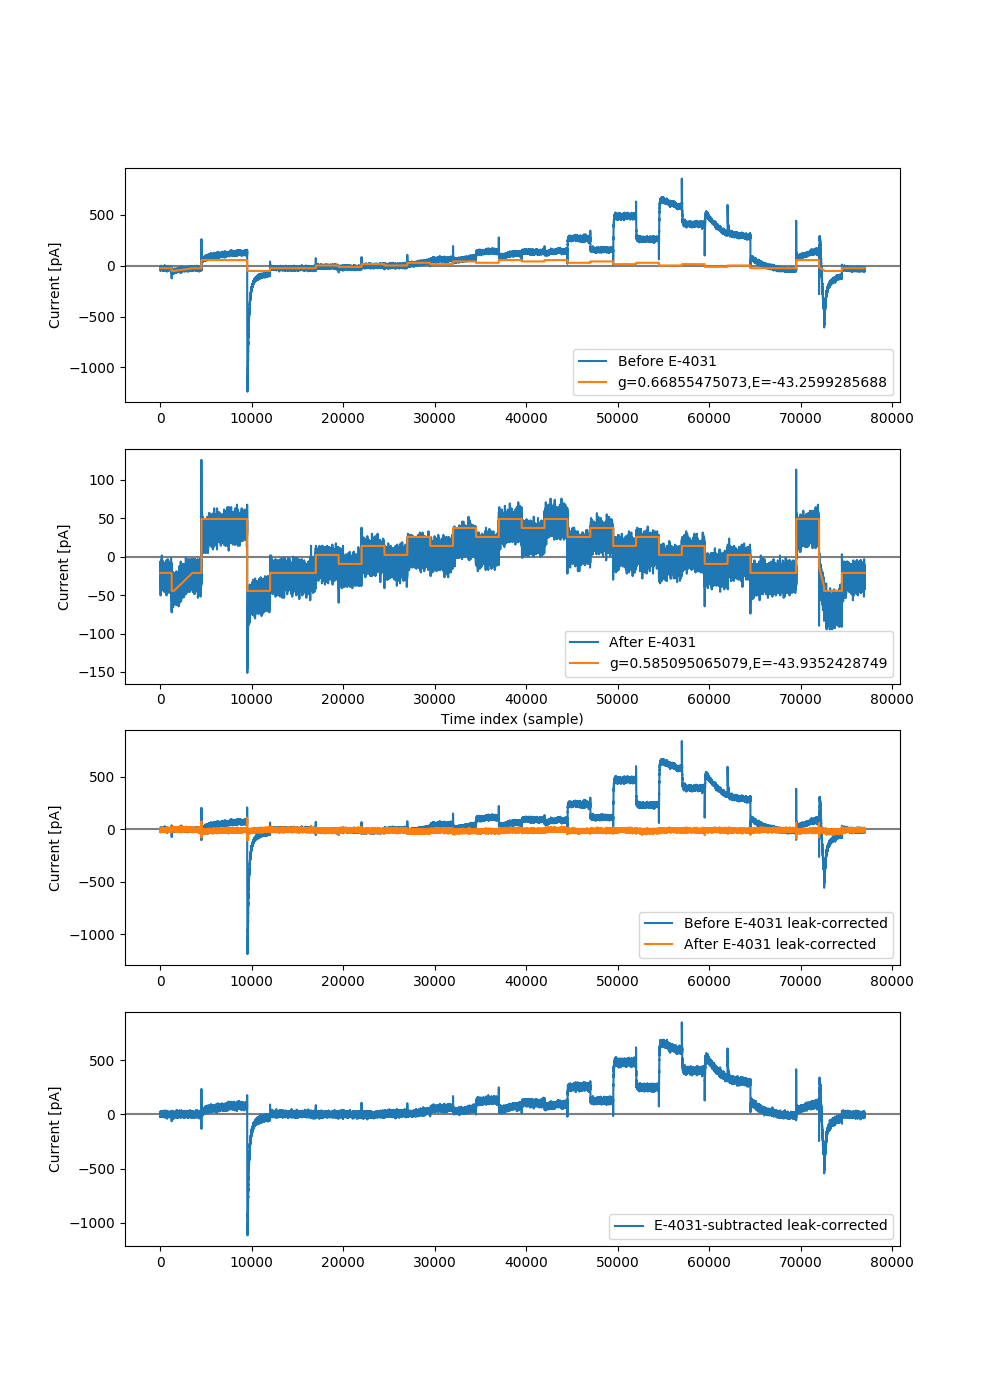 500
0
−500
−1000
Current [pA]
Before E-4031
g=0.66855475073,E=-43.2599285688
0 10000 20000 30000 40000 50000 60000 70000 80000
100
50
0
−50
−100
−150
Current [pA]
After E-4031
g=0.585095065079,E=-43.9352428749
0 10000 20000 30000 40000 50000 60000 70000 80000
Time index (sample)
500
0
−500
−1000
Current [pA]
Before E-4031 leak-corrected
After E-4031 leak-corrected
0 10000 20000 30000 40000 50000 60000 70000 80000
500
0
−500
−1000
Current [pA]
E-4031-subtracted leak-corrected
0 10000 20000 30000 40000 50000 60000 70000 80000